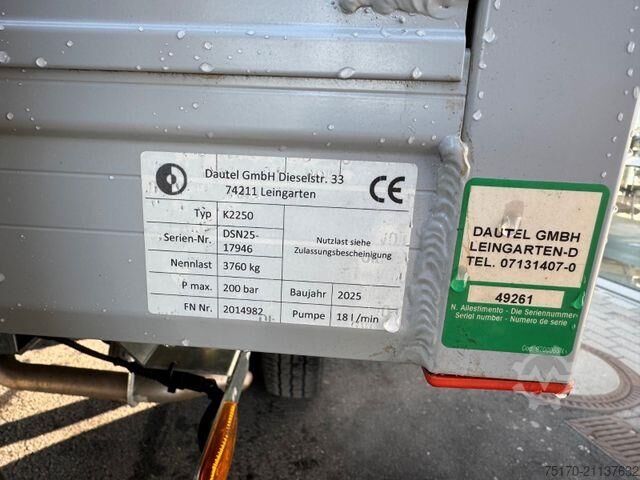 Dautel GmbH Dieselstr. 33
74211 Leingarten
CE
Typ K2250
Serien-Nr. DSN25-17946
Nutzlast siehe
Zulassungsbescheinigung
Nennlast 3760 kg
P max. 200 bar Baujahr 2025
FN Nr. 2014982 Pumpe 18 l /min
DAUTEL GMBH
LEINGARTEN-D
TEL. 07131407-0
49261
N. Allestimento - Die Seriennummer
Serial number - Numero de serie
75170-21137632